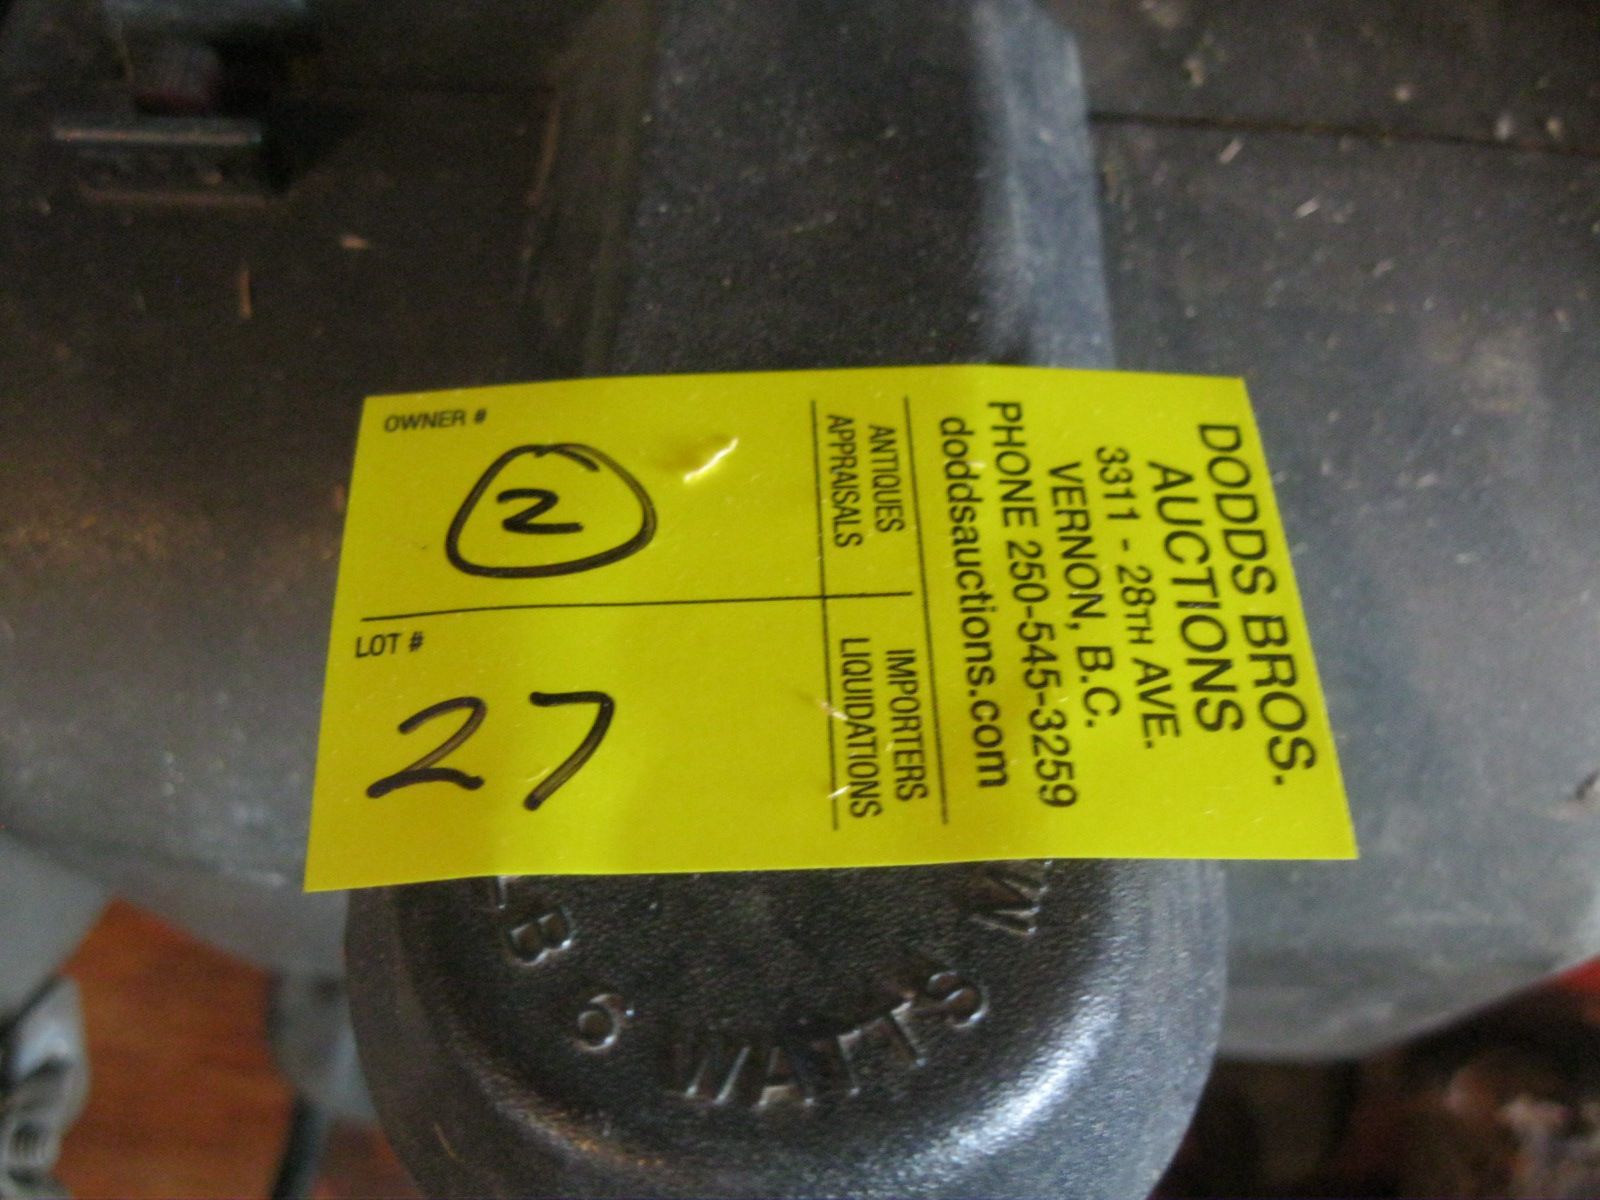 DODDS BROS.
AUCTIONS
3311 - 28TH AVE.
VERNON, B.C.
PHONE 250-545-3259
doddsauctions.com
ANTIQUES
APPRAISALS
IMPORTERS
LIQUIDATIONS
OWNER #
2
LOT #
27
6 WATTS